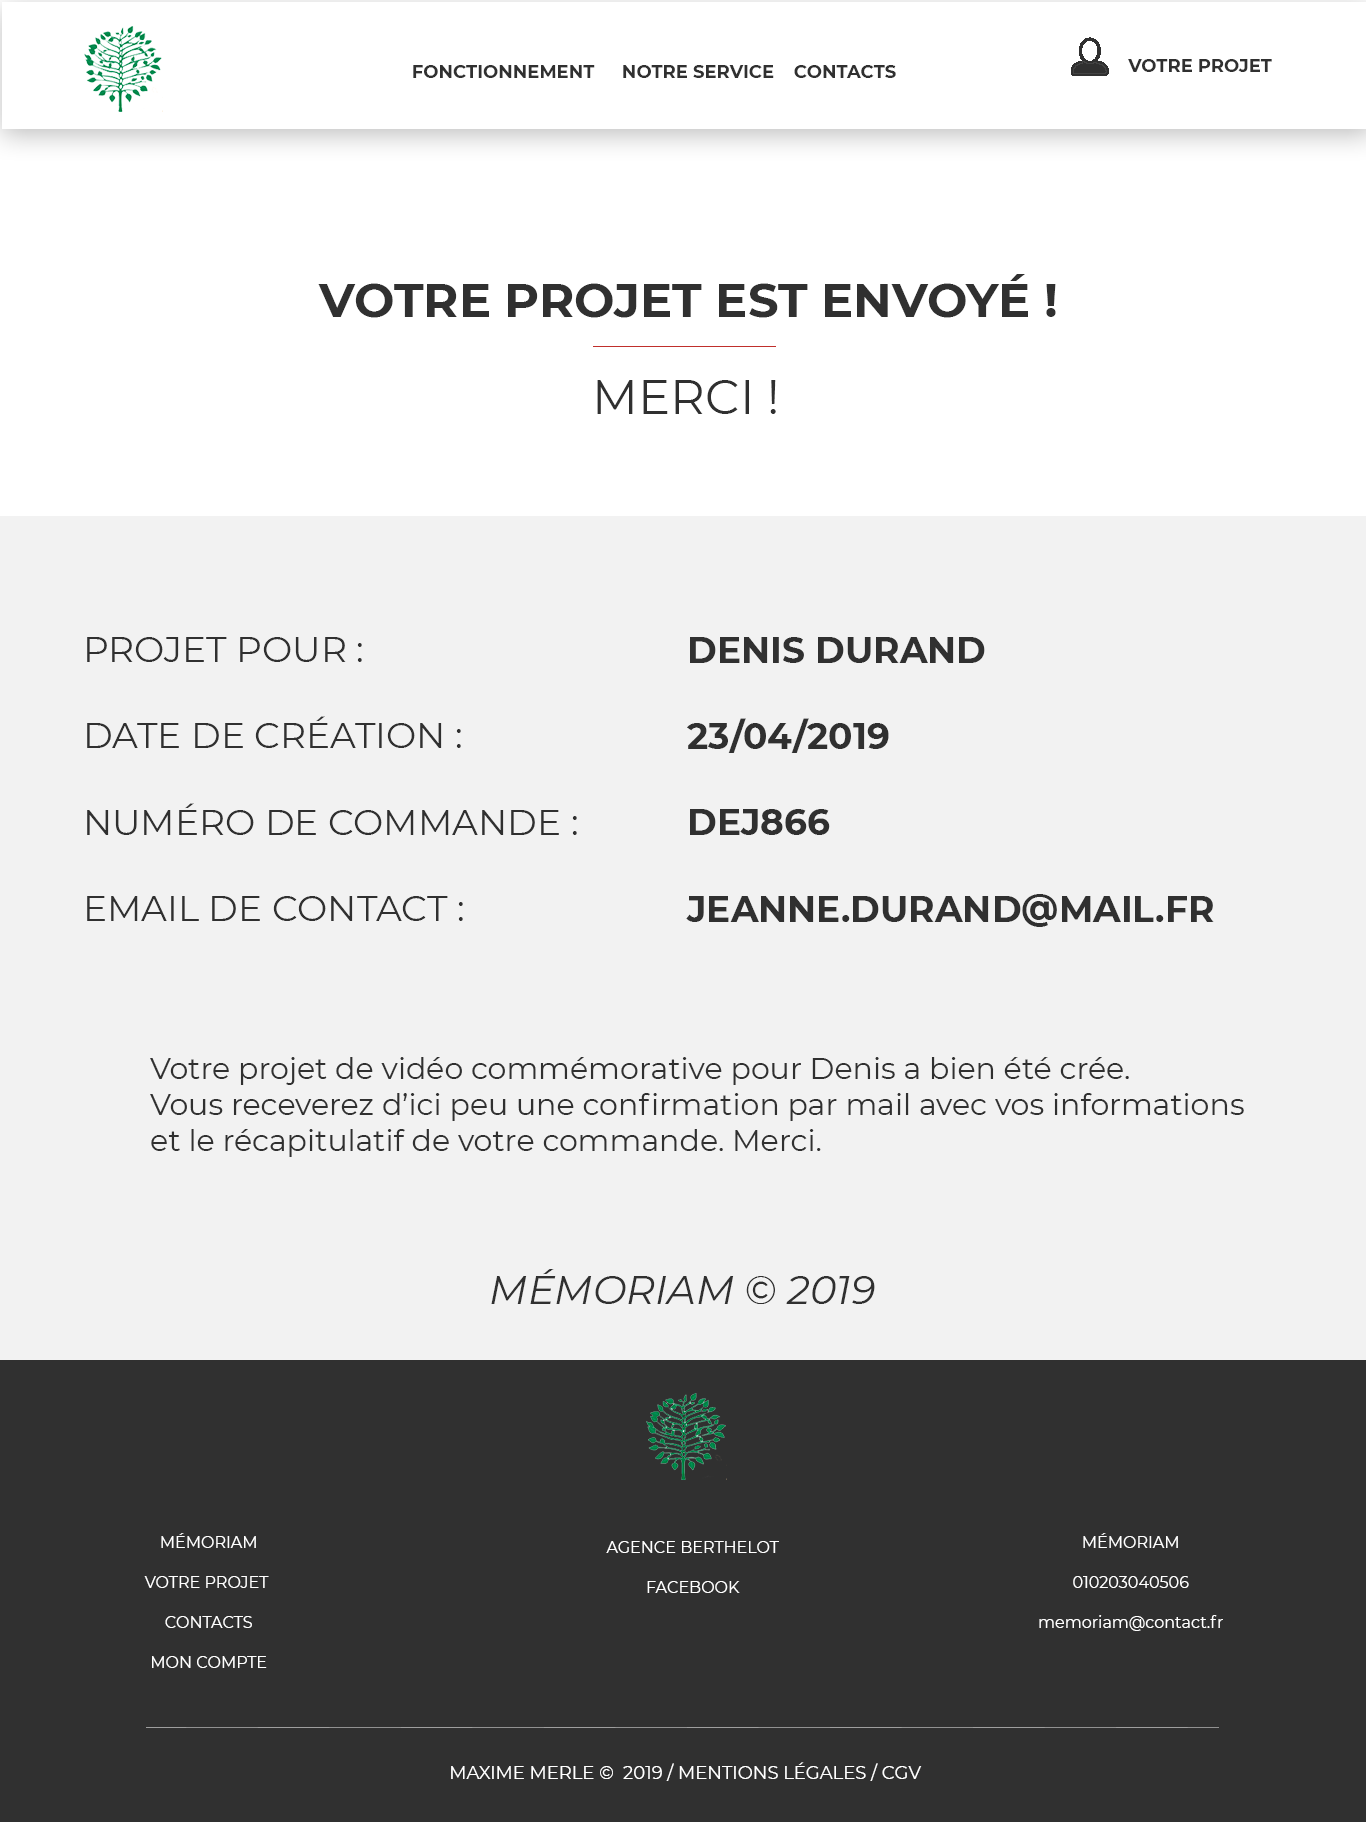 FONCTIONNEMENT NOTRE SERVICE CONTACTS VOTRE PROJET
VOTRE PROJET EST ENVOYÉ !
MERCI !
PROJET POUR : DENIS DURAND
DATE DE CRÉATION : 23/04/2019
NUMÉRO DE COMMANDE : DEJ866
EMAIL DE CONTACT : JEANNE.DURAND@MAIL.FR
Votre projet de vidéo commémorative pour Denis a bien été crée.
Vous receverez d’ici peu une confirmation par mail avec vos informations
et le récapitulatif de votre commande. Merci.
MÉMORIAM © 2019
MÉMORIAM
VOTRE PROJET
CONTACTS
MON COMPTE
AGENCE BERTHELOT
FACEBOOK
MÉMORIAM
010203040506
memoriam@contact.fr
MAXIME MERLE © 2019 / MENTIONS LÉGALES / CGV